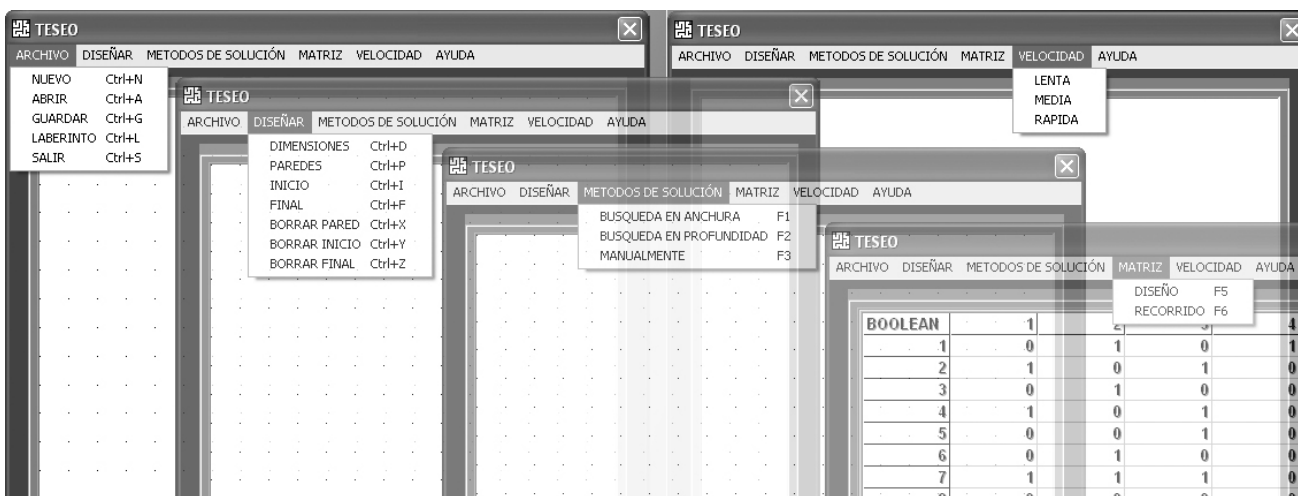 TESEO
ARCHIVO DISEÑAR METODOS DE SOLUCIÓN MATRIZ VELOCIDAD AYUDA
NUEVO Ctrl+N
ABRIR Ctrl+A
GUARDAR Ctrl+G
LABERINTO Ctrl+L
SALIR Ctrl+S
TESEO
ARCHIVO DISEÑAR METODOS DE SOLUCIÓN MATRIZ VELOCIDAD AYUDA
DIMENSIONES Ctrl+D
PAREDES Ctrl+P
INICIO Ctrl+I
FINAL Ctrl+F
BORRAR PARED Ctrl+X
BORRAR INICIO Ctrl+Y
BORRAR FINAL Ctrl+Z
TESEO
ARCHIVO DISEÑAR METODOS DE SOLUCIÓN MATRIZ VELOCIDAD AYUDA
BUSQUEDA EN ANCHURA F1
BUSQUEDA EN PROFUNDIDAD F2
MANUALMENTE F3
TESEO
ARCHIVO DISEÑAR METODOS DE SOLUCIÓN MATRIZ VELOCIDAD AYUDA
LENTA
MEDIA
RAPIDA
TESEO
ARCHIVO DISEÑAR METODOS DE SOLUCIÓN MATRIZ VELOCIDAD AYUDA
DISEÑO F5
RECORRIDO F6
BOOLEAN 1 2 3 4
1 0 1 0 1
2 1 0 1 0
3 0 1 0 0
4 1 0 1 0
5 0 0 1 0
6 0 1 0 0
7 1 1 1 0